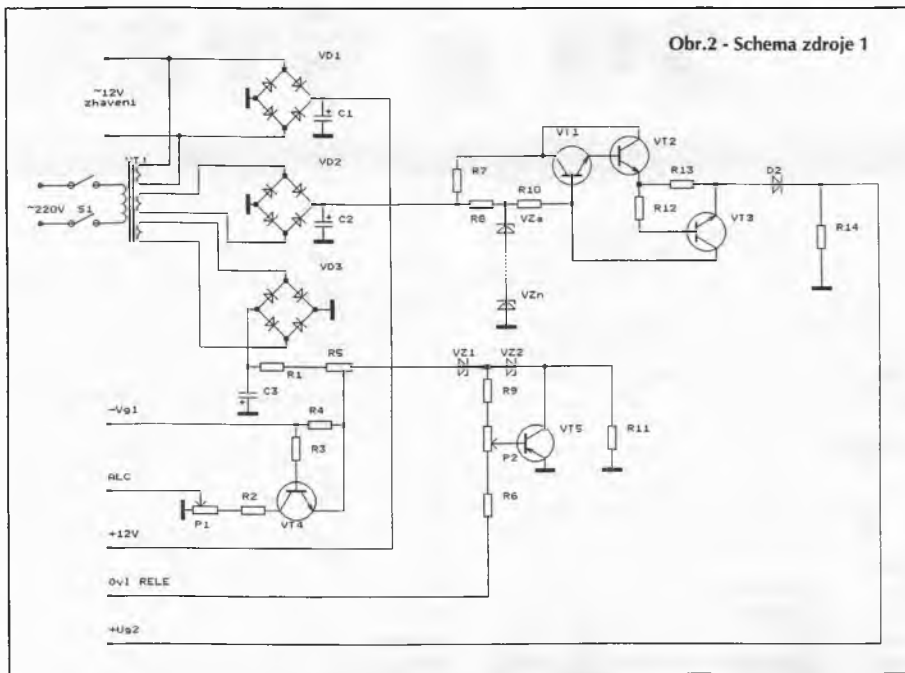 Obr.2 - Schema zdroje 1
VD1
~12V
zhaveni
C1
VT1
VD2
~220V
S1
C2
R7
R8
R10
VZa
VT1
VT2
R13
R12
VT3
D2
R14
VZn
VD3
R1
R5
C3
VZ1
VZ2
R9
-Vg1
R4
R3
P2
VT5
R11
ALC
P1
R2
VT4
R6
+12V
Ovl RELE
+Ug2